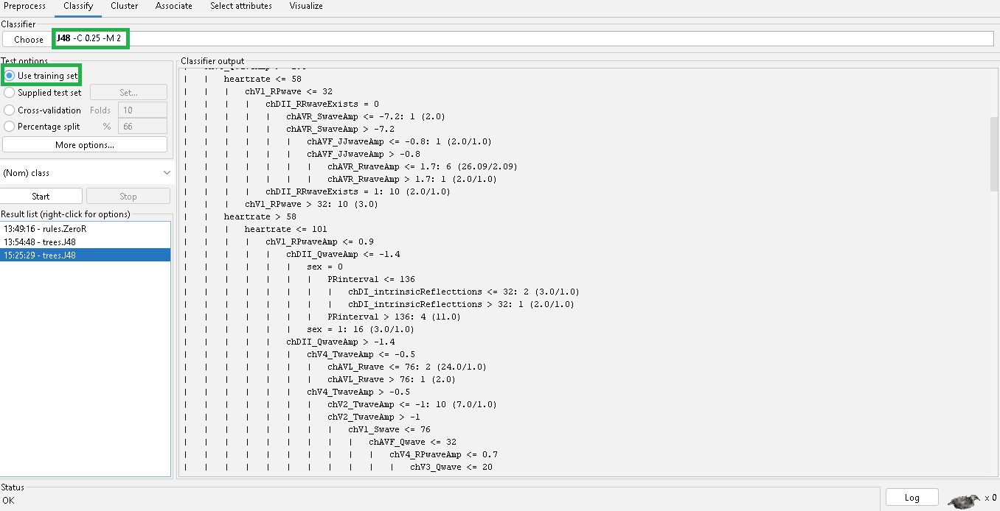 Preprocess Classify Cluster Associate Select attributes Visualize
Classifier
Choose J48 -C 0.25 -M 2
Test options
Use training set
Supplied test set Set...
Cross-validation Folds 10
Percentage split % 66
More options...
(Nom) class
Start Stop
Result list (right-click for options)
13:49:16 - rules.ZeroR
13:54:48 - trees.J48
15:25:29 - trees.J48
Classifier output
| | heartrate <= 58
| | | chV1_RPwave <= 32
| | | | chDII_RRwaveExists = 0
| | | | | chAVR_SwaveAmp <= -7.2: 1 (2.0)
| | | | | chAVR_SwaveAmp > -7.2
| | | | | | chAVF_JJwaveAmp <= -0.8: 1 (2.0/1.0)
| | | | | | chAVF_JJwaveAmp > -0.8
| | | | | | | chAVR_RwaveAmp <= 1.7: 6 (26.09/2.09)
| | | | | | | chAVR_RwaveAmp > 1.7: 1 (2.0/1.0)
| | | | chDII_RRwaveExists = 1: 10 (2.0/1.0)
| | | chV1_RPwave > 32: 10 (3.0)
| | heartrate > 58
| | | heartrate <= 101
| | | | chV1_RPwaveAmp <= 0.9
| | | | | chDII_QwaveAmp <= -1.4
| | | | | | sex = 0
| | | | | | | PRinterval <= 136
| | | | | | | | chDI_intrinsicReflecttions <= 32: 2 (3.0/1.0)
| | | | | | | | chDI_intrinsicReflecttions > 32: 1 (2.0/1.0)
| | | | | | | PRinterval > 136: 4 (11.0)
| | | | | | sex = 1: 16 (3.0/1.0)
| | | | | chDII_QwaveAmp > -1.4
| | | | | | chV4_TwaveAmp <= -0.5
| | | | | | | chAVL_Rwave <= 76: 2 (24.0/1.0)
| | | | | | | chAVL_Rwave > 76: 1 (2.0)
| | | | | | chV4_TwaveAmp > -0.5
| | | | | | | chV2_TwaveAmp <= -1: 10 (7.0/1.0)
| | | | | | | chV2_TwaveAmp > -1
| | | | | | | | chV1_Swave <= 76
| | | | | | | | | chAVF_Qwave <= 32
| | | | | | | | | | chV4_RPwaveAmp <= 0.7
| | | | | | | | | | | chV3_Qwave <= 20
Status
OK
Log
x 0